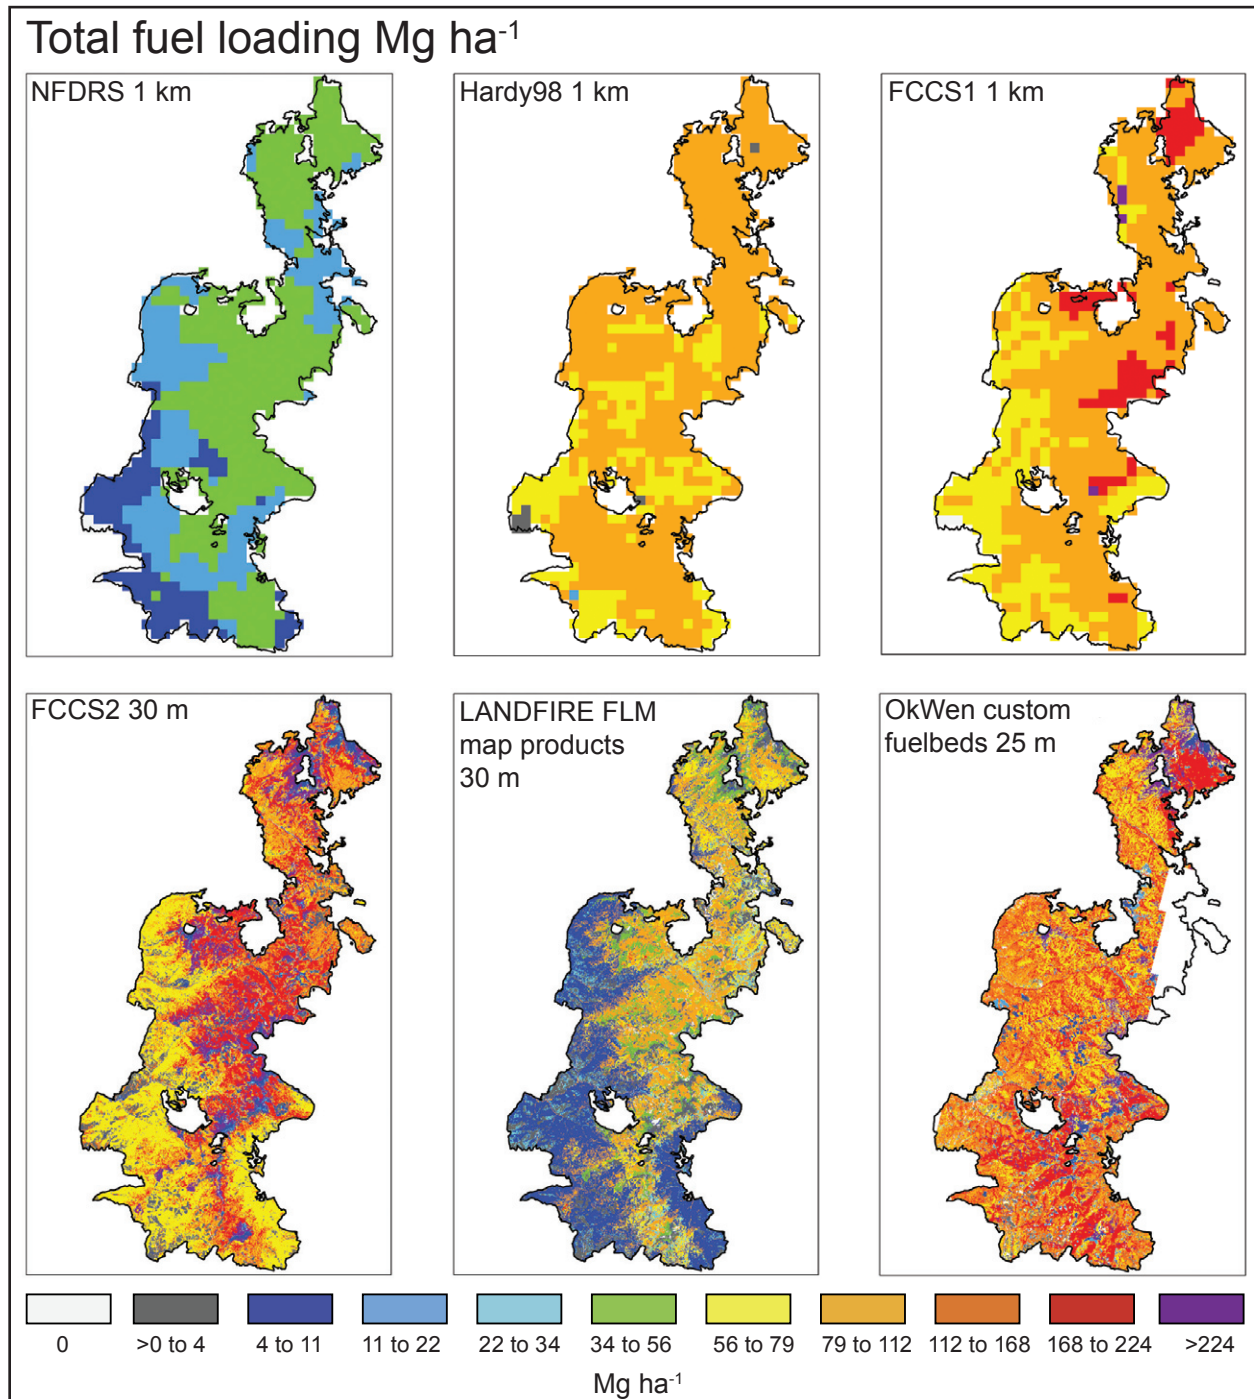 Total fuel loading Mg ha⁻¹
NFDRS 1 km
Hardy98 1 km
FCCS1 1 km
FCCS2 30 m
LANDFIRE FLM
map products
30 m
OkWen custom
fuelbeds 25 m
0
>0 to 4
4 to 11
11 to 22
22 to 34
34 to 56
56 to 79
79 to 112
112 to 168
168 to 224
>224
Mg ha⁻¹